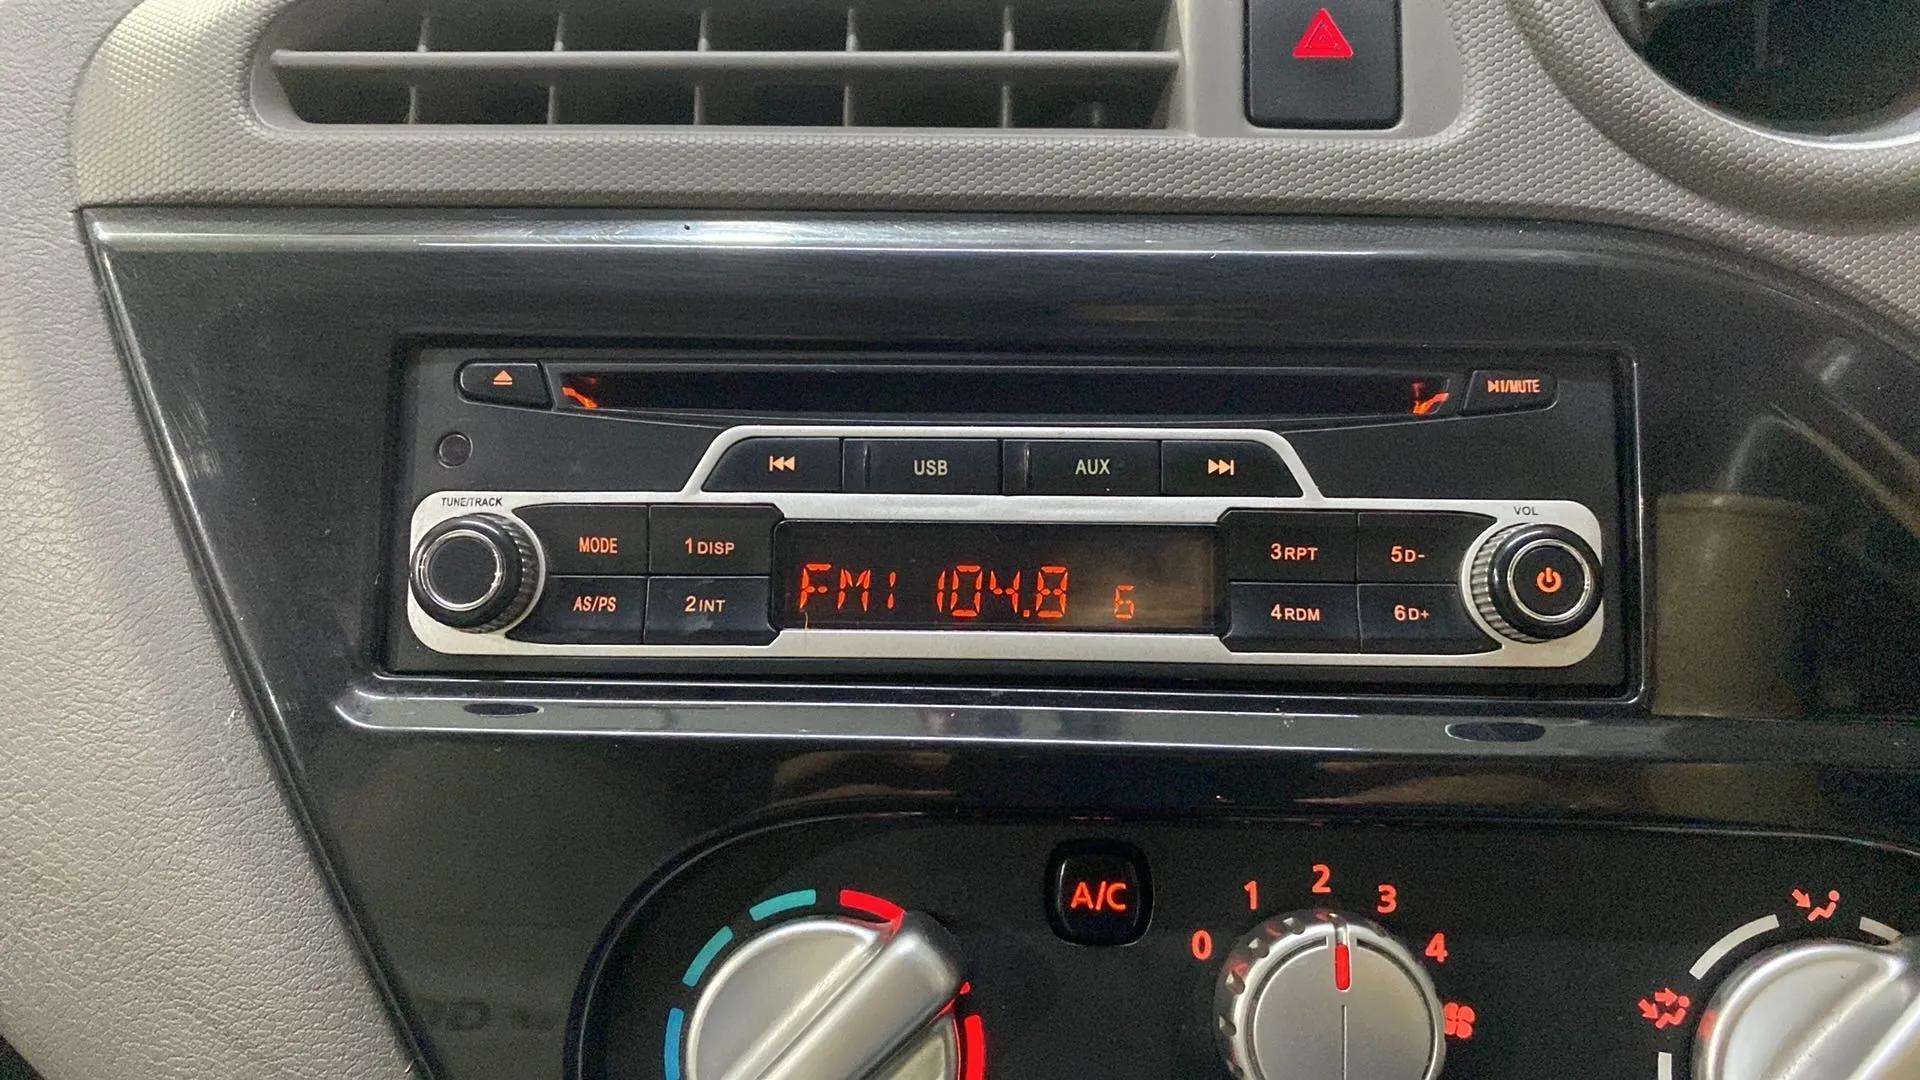 MUTE
USB
AUX
TUNE/TRACK
VOL
MODE
1 DISP
FM1 104.8 6
3 RPT
5 D-
AS/PS
2 INT
4 RDM
6 D+
A/C
0
1
2
3
4